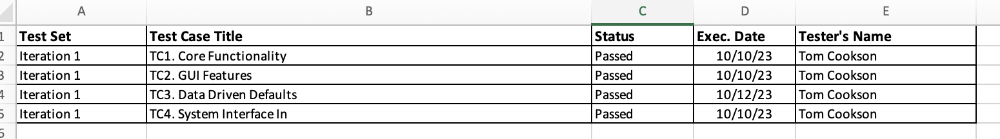 A B C D E
1 Test Set Test Case Title Status Exec. Date Tester's Name
2 Iteration 1 TC1. Core Functionality Passed 10/10/23 Tom Cookson
3 Iteration 1 TC2. GUI Features Passed 10/10/23 Tom Cookson
4 Iteration 1 TC3. Data Driven Defaults Passed 10/12/23 Tom Cookson
5 Iteration 1 TC4. System Interface In Passed 10/10/23 Tom Cookson
6